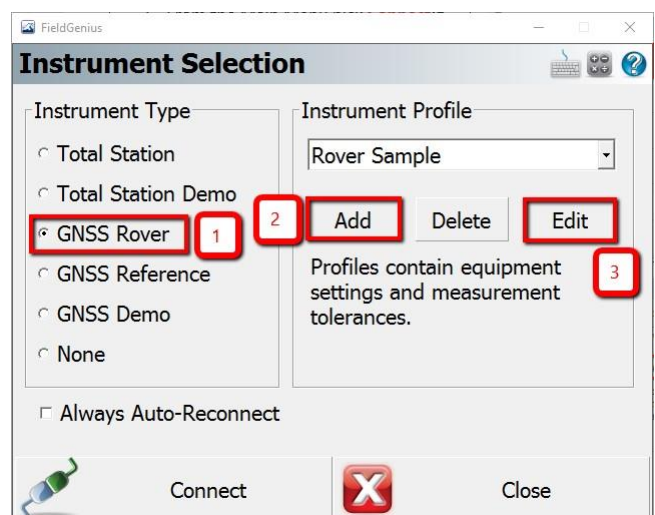 FieldGenius
Instrument Selection
Instrument Type
Total Station
Total Station Demo
GNSS Rover
1
GNSS Reference
GNSS Demo
None
Always Auto-Reconnect
Instrument Profile
Rover Sample
2
Add
Delete
Edit
3
Profiles contain equipment
settings and measurement
tolerances.
Connect
Close